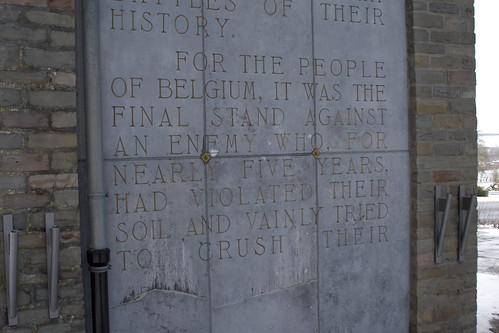 BATTLES OF THEIR
HISTORY.
FOR THE PEOPLE
OF BELGIUM, IT WAS THE
FINAL STAND AGAINST
AN ENEMY WHO, FOR
NEARLY FIVE YEARS,
HAD VIOLATED THEIR
SOIL AND VAINLY TRIED
TO CRUSH THEIR